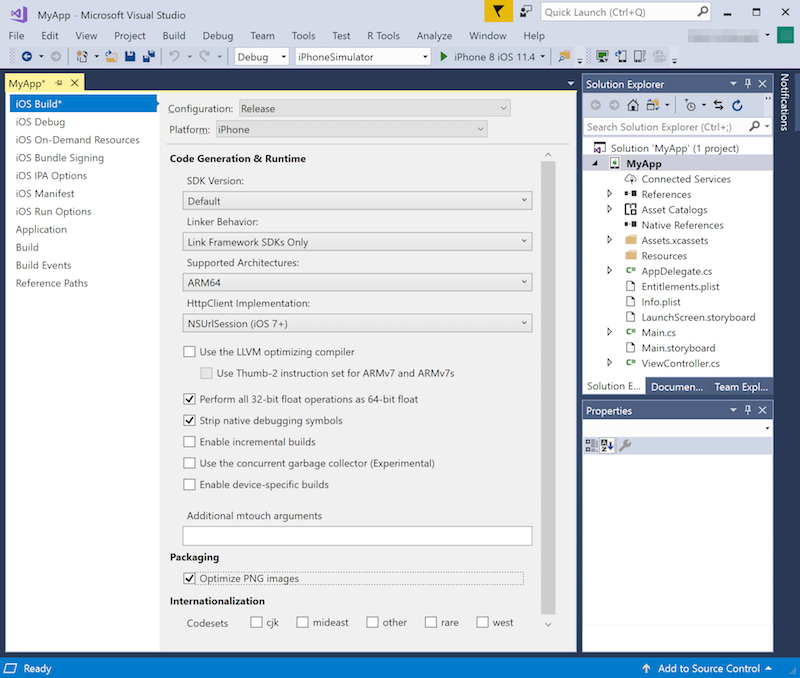 MyApp - Microsoft Visual Studio
Quick Launch (Ctrl+Q)
File Edit View Project Build Debug Team Tools Test R Tools Analyze Window Help
Debug iPhoneSimulator iPhone 8 iOS 11.4
MyApp*
iOS Build*
iOS Debug
iOS On-Demand Resources
iOS Bundle Signing
iOS IPA Options
iOS Manifest
iOS Run Options
Application
Build
Build Events
Reference Paths
Configuration: Release
Platform: iPhone
Code Generation & Runtime
SDK Version:
Default
Linker Behavior:
Link Framework SDKs Only
Supported Architectures:
ARM64
HttpClient Implementation:
NSUrlSession (iOS 7+)
Use the LLVM optimizing compiler
Use Thumb-2 instruction set for ARMv7 and ARMv7s
Perform all 32-bit float operations as 64-bit float
Strip native debugging symbols
Enable incremental builds
Use the concurrent garbage collector (Experimental)
Enable device-specific builds
Additional mtouch arguments
Packaging
Optimize PNG images
Internationalization
Codesets cjk mideast other rare west
Solution Explorer
Search Solution Explorer (Ctrl+;)
Solution 'MyApp' (1 project)
MyApp
Connected Services
References
Asset Catalogs
Native References
Assets.xcassets
Resources
AppDelegate.cs
Entitlements.plist
Info.plist
LaunchScreen.storyboard
Main.cs
Main.storyboard
ViewController.cs
Solution E... Documen... Team Expl...
Properties
Notifications
Ready
Add to Source Control